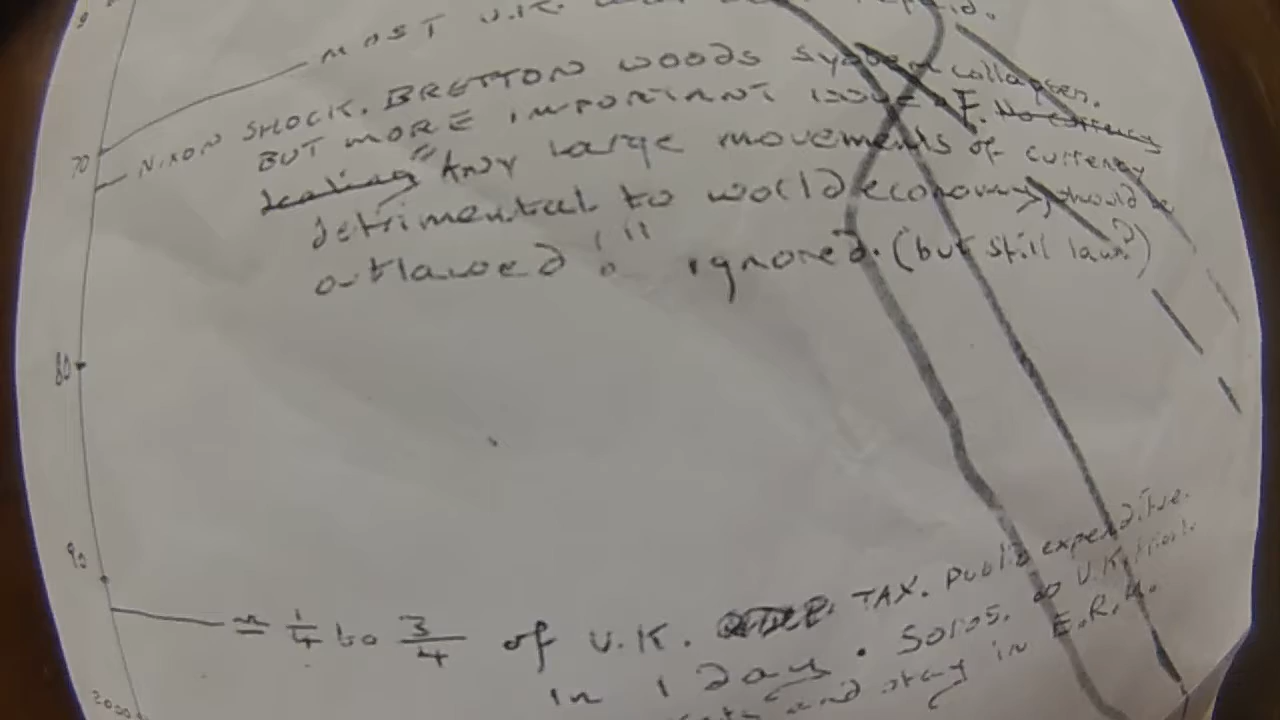 MOST U.K.
70
NIXON SHOCK. BRETTON WOODS system collapses.
BUT MORE IMPORTANT issue F. No currency
"Any large movements of currency
detrimental to world economy, should be
outlawed!" ignored. (but still law?)
80
90
≈ 1/4 to 3/4 of U.K. TAX. Public expenditure.
in 1 day. Soros. U.K.
and stay in E.R.M.
2000